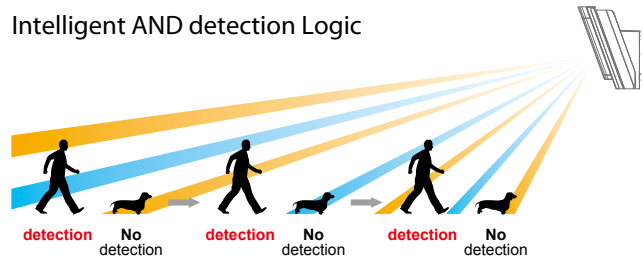 Intelligent AND detection Logic
detection No detection No detection No
detection detection detection